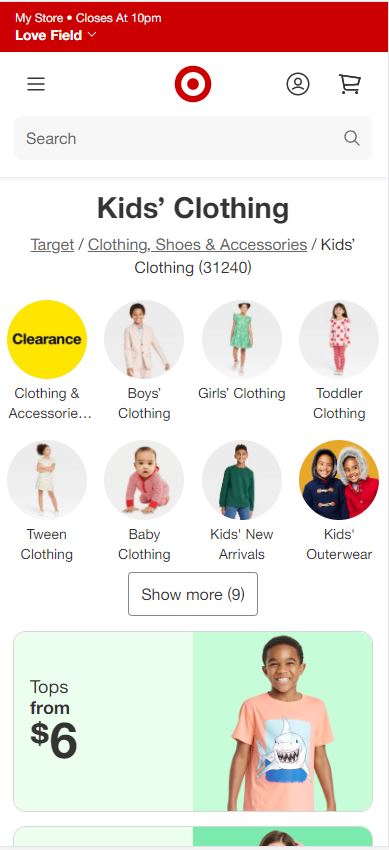 My Store • Closes At 10pm
Love Field
Search
Kids’ Clothing
Target / Clothing, Shoes & Accessories / Kids’
Clothing (31240)
Clearance
Clothing &
Accessorie...
Boys’
Clothing
Girls’ Clothing
Toddler
Clothing
Tween
Clothing
Baby
Clothing
Kids' New
Arrivals
Kids'
Outerwear
Show more (9)
Tops
from
$6